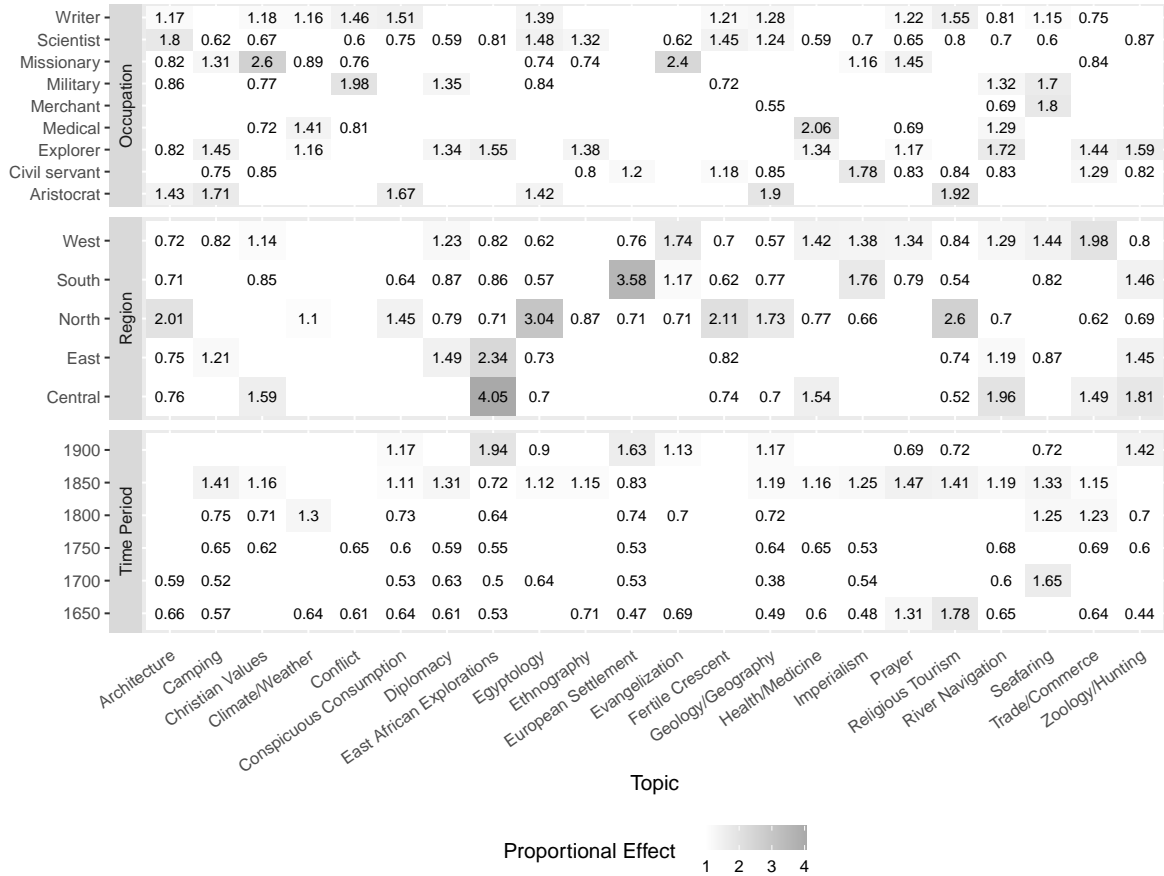 Occupation
Writer 1.17 1.18 1.16 1.46 1.51 1.39 1.21 1.28 1.22 1.55 0.81 1.15 0.75
Scientist 1.8 0.62 0.67 0.6 0.75 0.59 0.81 1.48 1.32 0.62 1.45 1.24 0.59 0.7 0.65 0.8 0.7 0.6 0.87
Missionary 0.82 1.31 2.6 0.89 0.76 0.74 0.74 2.4 1.16 1.45 0.84
Military 0.86 0.77 1.98 1.35 0.84 0.72 1.32 1.7
Merchant 0.55 0.69 1.8
Medical 0.72 1.41 0.81 2.06 0.69 1.29
Explorer 0.82 1.45 1.16 1.34 1.55 1.38 1.34 1.17 1.72 1.44 1.59
Civil servant 0.75 0.85 0.8 1.2 1.18 0.85 1.78 0.83 0.84 0.83 1.29 0.82
Aristocrat 1.43 1.71 1.67 1.42 1.9 1.92
Region
West 0.72 0.82 1.14 1.23 0.82 0.62 0.76 1.74 0.7 0.57 1.42 1.38 1.34 0.84 1.29 1.44 1.98 0.8
South 0.71 0.85 0.64 0.87 0.86 0.57 3.58 1.17 0.62 0.77 1.76 0.79 0.54 0.82 1.46
North 2.01 1.1 1.45 0.79 0.71 3.04 0.87 0.71 0.71 2.11 1.73 0.77 0.66 2.6 0.7 0.62 0.69
East 0.75 1.21 1.49 2.34 0.73 0.82 0.74 1.19 0.87 1.45
Central 0.76 1.59 4.05 0.7 0.74 0.7 1.54 0.52 1.96 1.49 1.81
Time Period
1900 1.17 1.94 0.9 1.63 1.13 1.17 0.69 0.72 0.72 1.42
1850 1.41 1.16 1.11 1.31 0.72 1.12 1.15 0.83 1.19 1.16 1.25 1.47 1.41 1.19 1.33 1.15
1800 0.75 0.71 1.3 0.73 0.64 0.74 0.7 0.72 1.25 1.23 0.7
1750 0.65 0.62 0.65 0.6 0.59 0.55 0.53 0.64 0.65 0.53 0.68 0.69 0.6
1700 0.59 0.52 0.53 0.63 0.5 0.64 0.53 0.38 0.54 0.6 1.65
1650 0.66 0.57 0.64 0.61 0.64 0.61 0.53 0.71 0.47 0.69 0.49 0.6 0.48 1.31 1.78 0.65 0.64 0.44
Architecture
Camping
Christian Values
Climate/Weather
Conflict
Conspicuous Consumption
Diplomacy
East African Explorations
Egyptology
Ethnography
European Settlement
Evangelization
Fertile Crescent
Geology/Geography
Health/Medicine
Imperialism
Prayer
Religious Tourism
River Navigation
Seafaring
Trade/Commerce
Zoology/Hunting
Topic
Proportional Effect
1 2 3 4